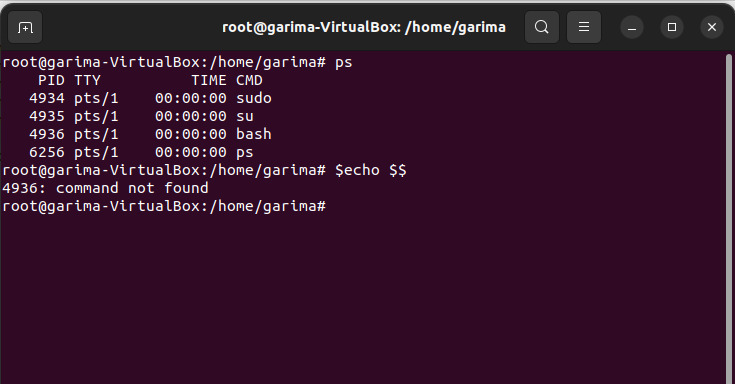 root@garima-VirtualBox: /home/garima
root@garima-VirtualBox:/home/garima# ps
    PID TTY          TIME CMD
   4934 pts/1    00:00:00 sudo
   4935 pts/1    00:00:00 su
   4936 pts/1    00:00:00 bash
   6256 pts/1    00:00:00 ps
root@garima-VirtualBox:/home/garima# $echo $$
4936: command not found
root@garima-VirtualBox:/home/garima#